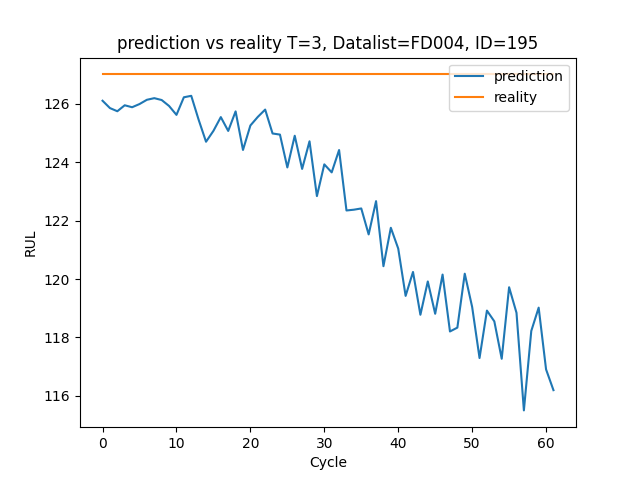 prediction vs reality T=3, Datalist=FD004, ID=195
prediction
reality
126
124
122
120
118
116
RUL
0 10 20 30 40 50 60
Cycle